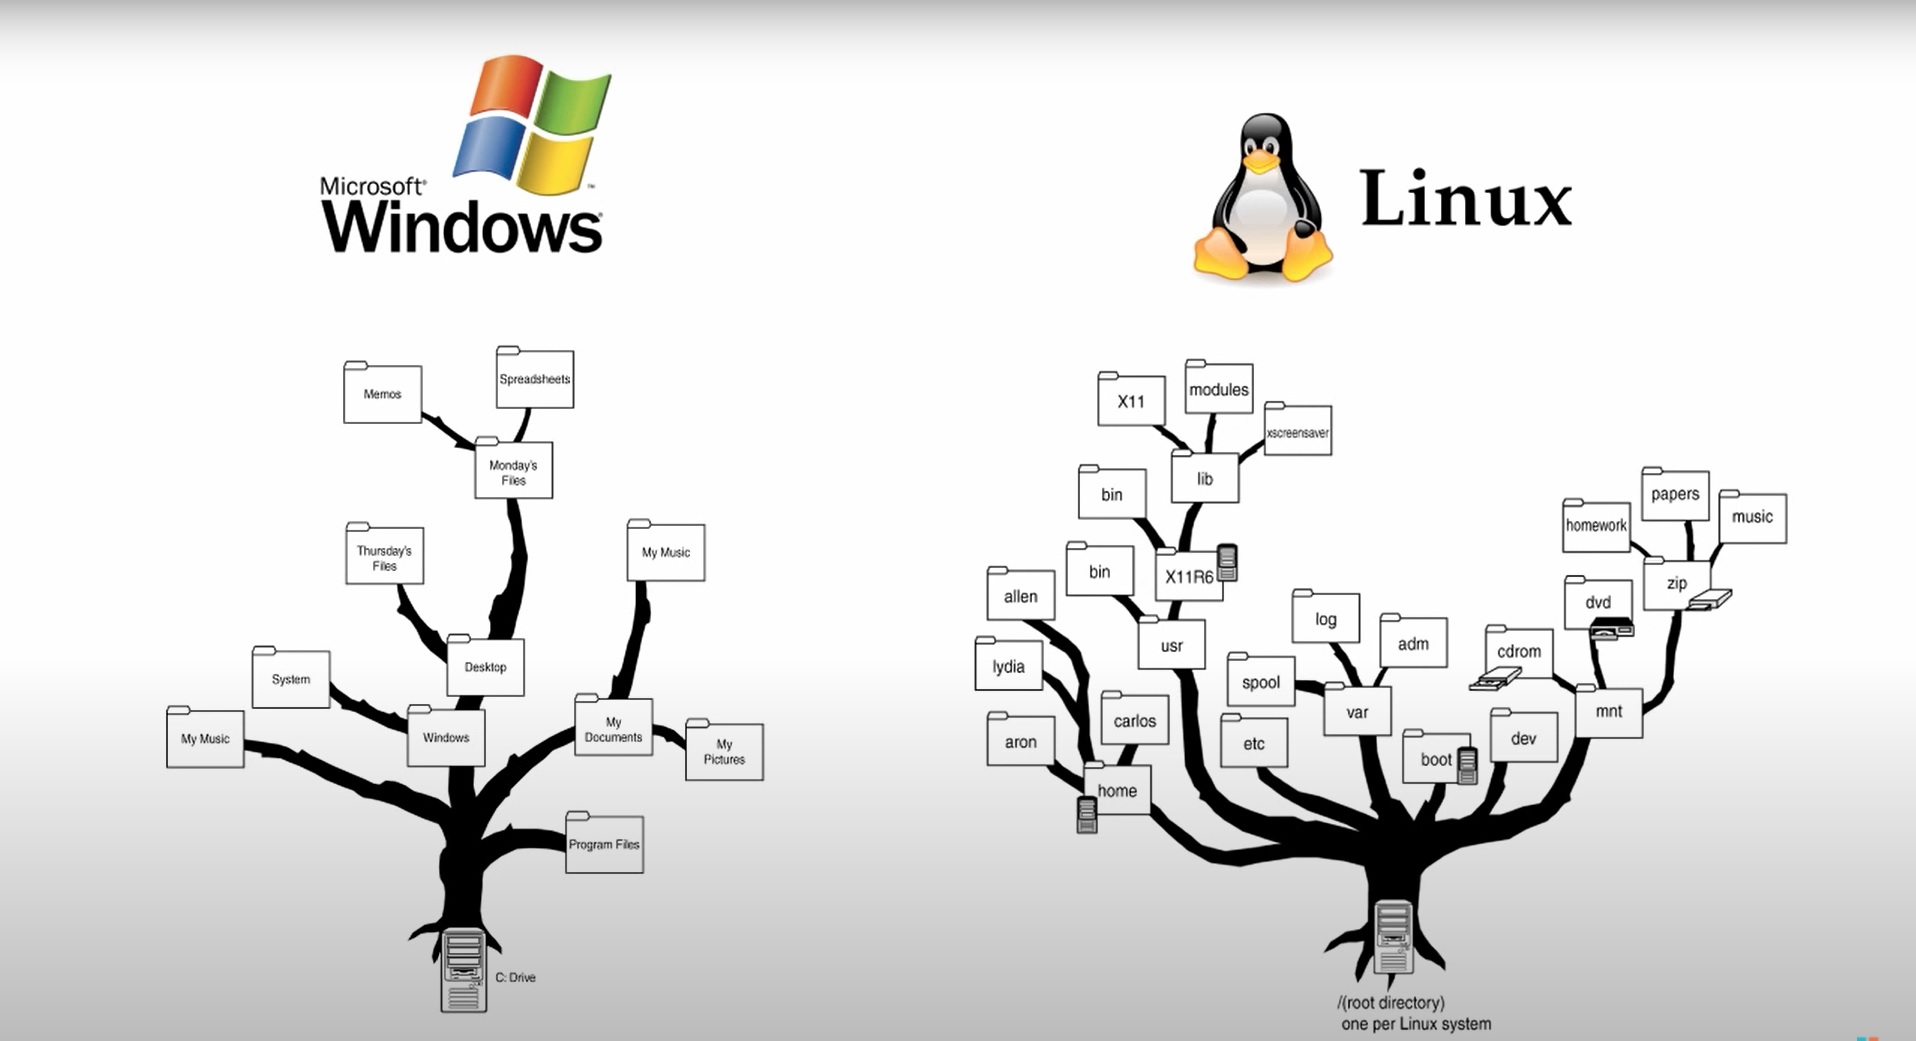 Microsoft®
Windows®
™
Linux
Memos
Spreadsheets
Monday's
Files
Thursday's
Files
My Music
System
Desktop
My Music
Windows
My
Documents
My
Pictures
Program Files
C: Drive
X11
modules
xscreensaver
bin
lib
bin
X11R6
allen
lydia
usr
aron
carlos
home
etc
spool
log
adm
var
boot
dev
cdrom
dvd
mnt
homework
papers
music
zip
/(root directory)
one per Linux system